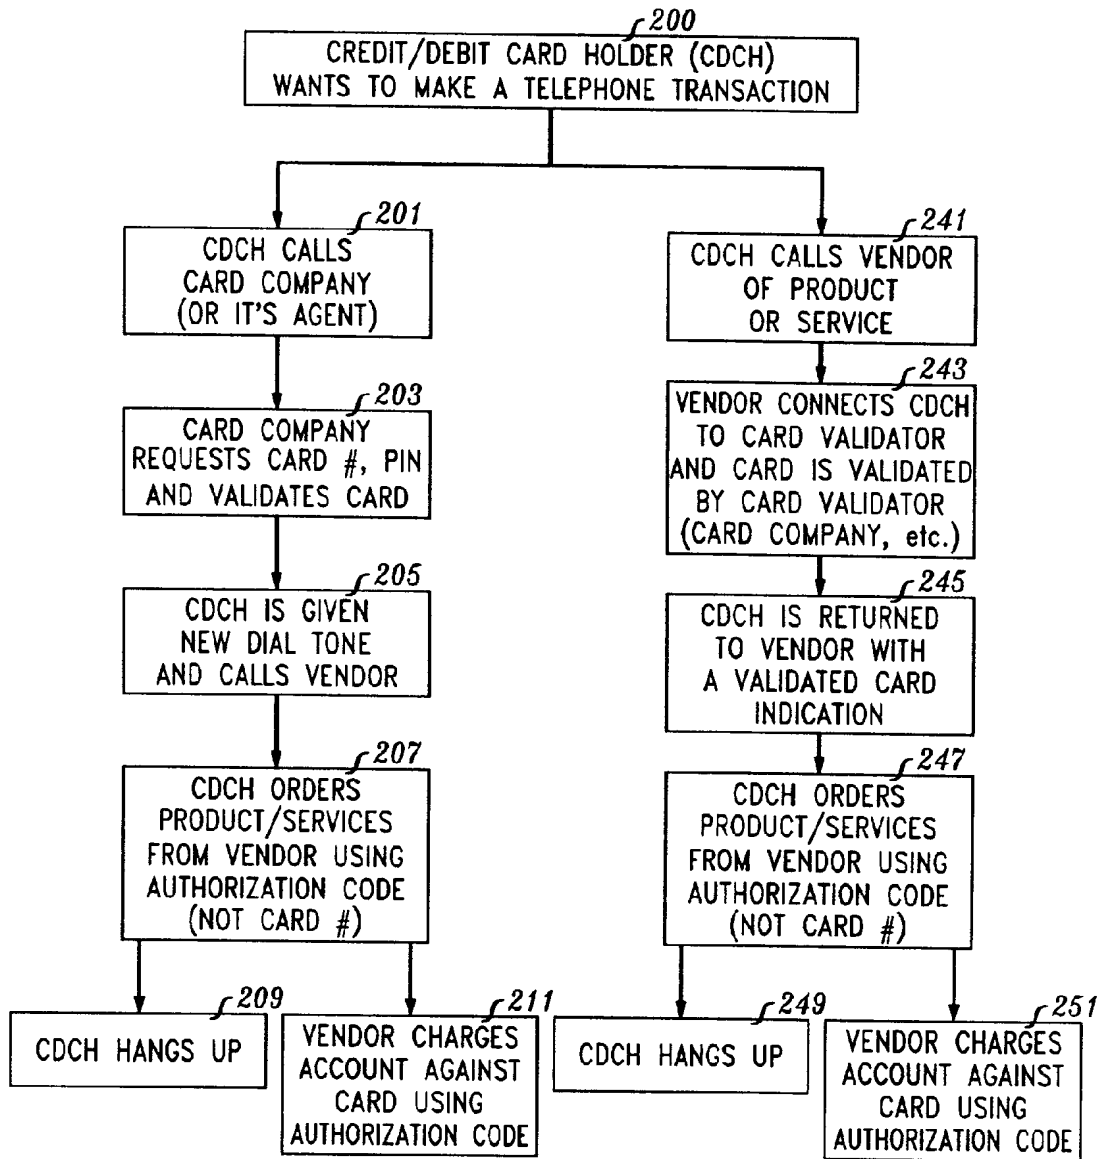 200
CREDIT/DEBIT CARD HOLDER (CDCH)
WANTS TO MAKE A TELEPHONE TRANSACTION
201
CDCH CALLS
CARD COMPANY
(OR IT'S AGENT)
203
CARD COMPANY
REQUESTS CARD #, PIN
AND VALIDATES CARD
205
CDCH IS GIVEN
NEW DIAL TONE
AND CALLS VENDOR
207
CDCH ORDERS
PRODUCT/SERVICES
FROM VENDOR USING
AUTHORIZATION CODE
(NOT CARD #)
209
CDCH HANGS UP
211
VENDOR CHARGES
ACCOUNT AGAINST
CARD USING
AUTHORIZATION CODE
241
CDCH CALLS VENDOR
OF PRODUCT
OR SERVICE
243
VENDOR CONNECTS CDCH
TO CARD VALIDATOR
AND CARD IS VALIDATED
BY CARD VALIDATOR
(CARD COMPANY, etc.)
245
CDCH IS RETURNED
TO VENDOR WITH
A VALIDATED CARD
INDICATION
247
CDCH ORDERS
PRODUCT/SERVICES
FROM VENDOR USING
AUTHORIZATION CODE
(NOT CARD #)
249
CDCH HANGS UP
251
VENDOR CHARGES
ACCOUNT AGAINST
CARD USING
AUTHORIZATION CODE